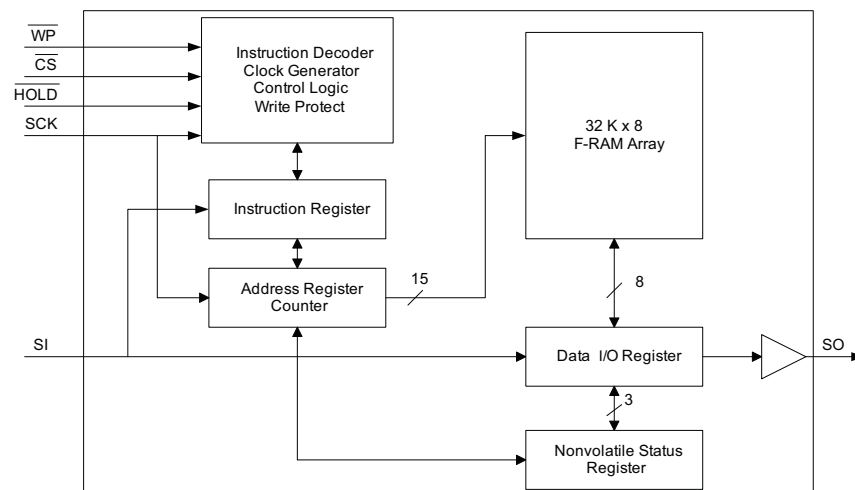 WP
CS
HOLD
SCK
Instruction Decoder
Clock Generator
Control Logic
Write Protect
32 K x 8
F-RAM Array
Instruction Register
Address Register
Counter
15
8
SI
Data I/O Register
SO
3
Nonvolatile Status
Register